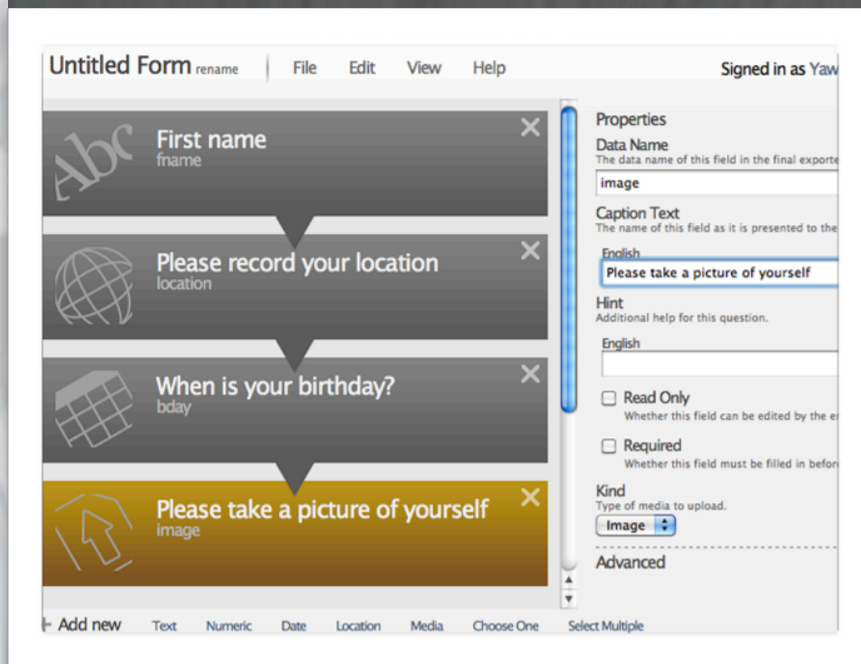 Untitled Form rename File Edit View Help Signed in as Yaw
Abc
First name
fname
Please record your location
location
When is your birthday?
bday
Please take a picture of yourself
image
Properties
Data Name
The data name of this field in the final exporte
image
Caption Text
The name of this field as it is presented to the
English
Please take a picture of yourself
Hint
Additional help for this question.
English
Read Only
Whether this field can be edited by the e
Required
Whether this field must be filled in befor
Kind
Type of media to upload.
Image
Advanced
+ Add new Text Numeric Date Location Media Choose One Select Multiple